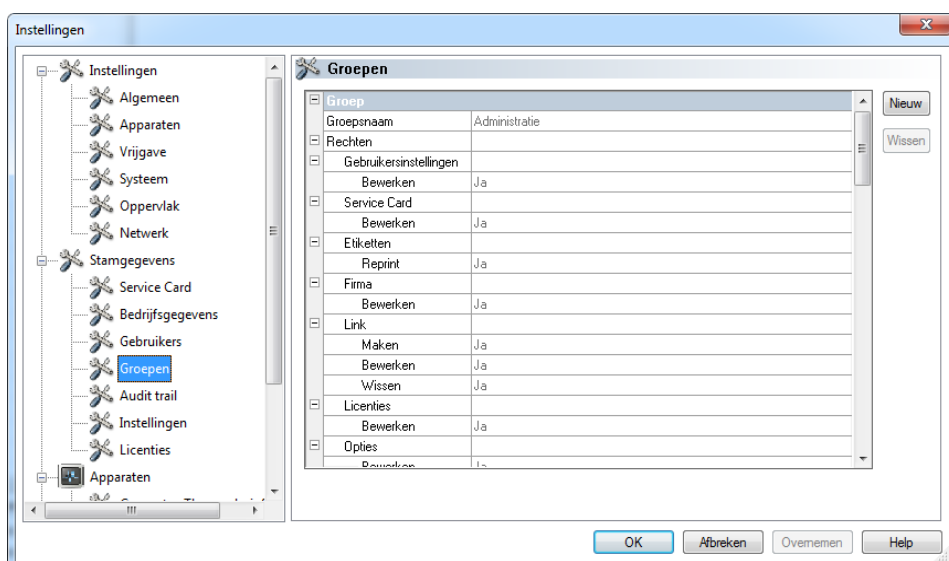 Instellingen
Instellingen
Algemeen
Apparaten
Vrijgave
Systeem
Oppervlak
Netwerk
Stamgegevens
Service Card
Bedrijfsgegevens
Gebruikers
Groepen
Audit trail
Instellingen
Licenties
Apparaten
Groepen
Groep
Groepsnaam Administratie
Rechten
Gebruikersinstellingen
Bewerken Ja
Service Card
Bewerken Ja
Etiketten
Reprint Ja
Firma
Bewerken Ja
Link
Maken Ja
Bewerken Ja
Wissen Ja
Licenties
Bewerken Ja
Opties
Bewerken Ja
Nieuw
Wissen
OK Afbreken Overnemen Help